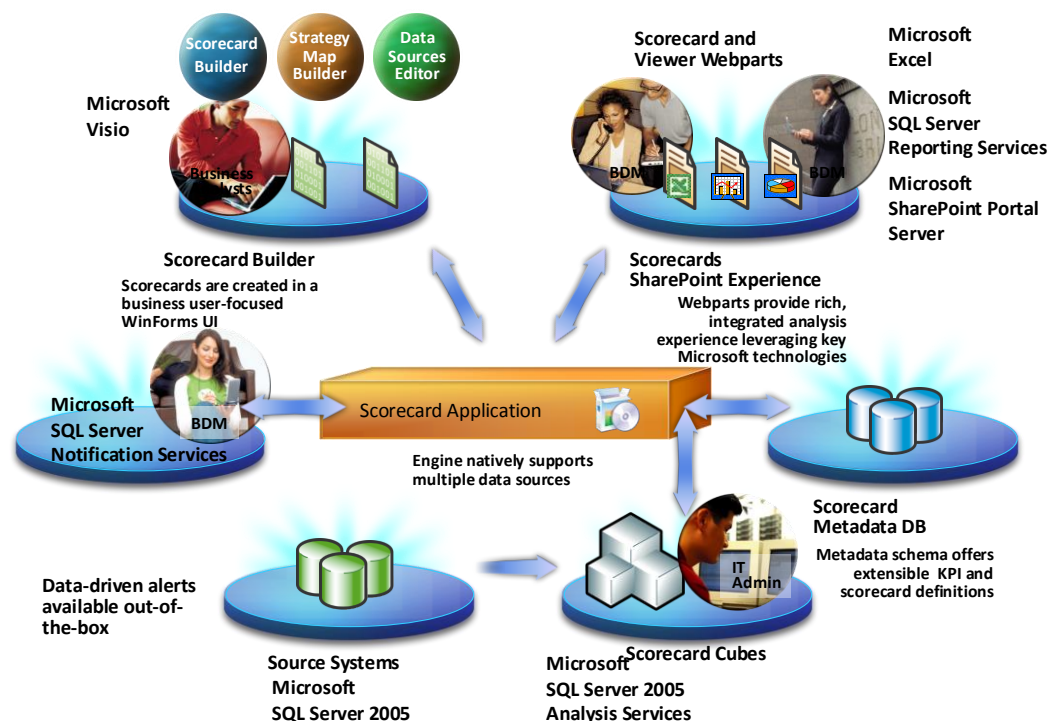 Scorecard
Builder
Strategy
Map
Builder
Data
Sources
Editor
Microsoft
Visio
Business
lysts
Scorecard Builder
Scorecards are created in a
business user-focused
WinForms UI
Scorecard and
Viewer Webparts
BDM
BDM
Microsoft
Excel
Microsoft
SQL Server
Reporting Services
Microsoft
SharePoint Portal
Server
Scorecards
SharePoint Experience
Webparts provide rich,
integrated analysis
experience leveraging key
Microsoft technologies
Microsoft
SQL Server
Notification Services
BDM
Scorecard Application
Engine natively supports
multiple data sources
Scorecard
Metadata DB
Metadata schema offers
extensible KPI and
scorecard definitions
Data-driven alerts
available out-of-
the-box
Source Systems
Microsoft
SQL Server 2005
IT
Admin
Scorecard Cubes
Microsoft
SQL Server 2005
Analysis Services